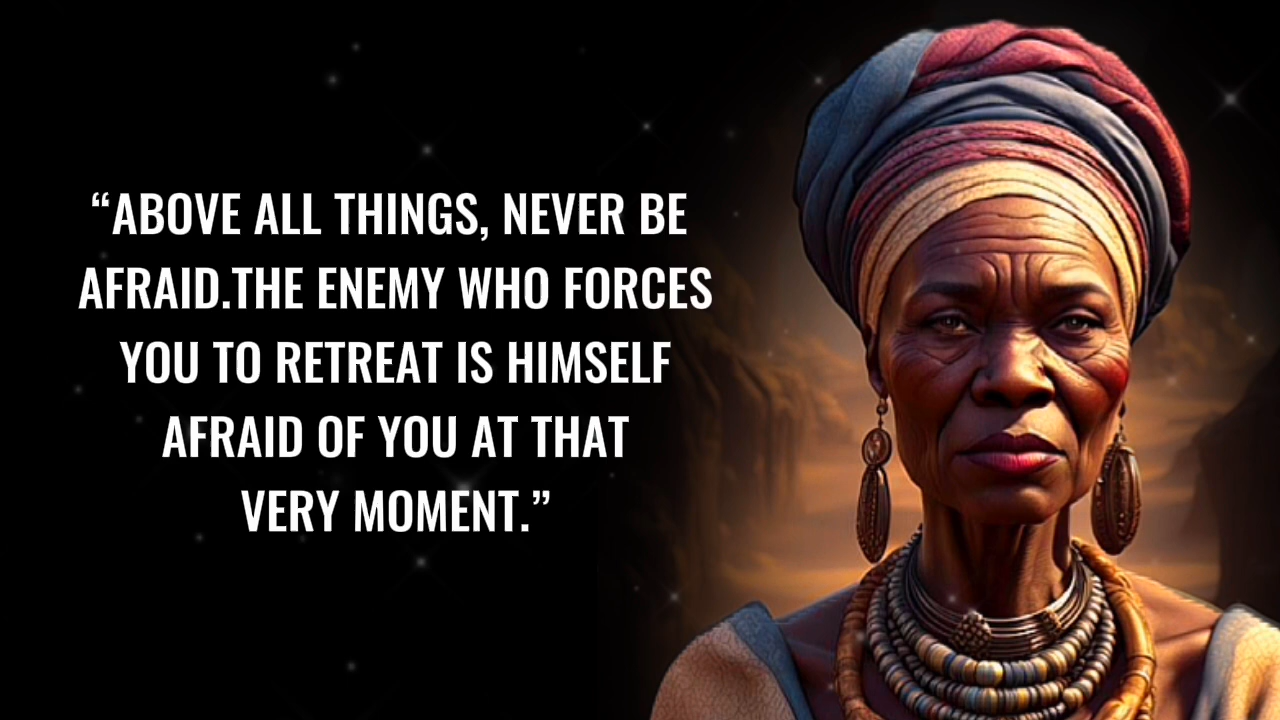 “ABOVE ALL THINGS, NEVER BE
AFRAID.THE ENEMY WHO FORCES
YOU TO RETREAT IS HIMSELF
AFRAID OF YOU AT THAT
VERY MOMENT.”